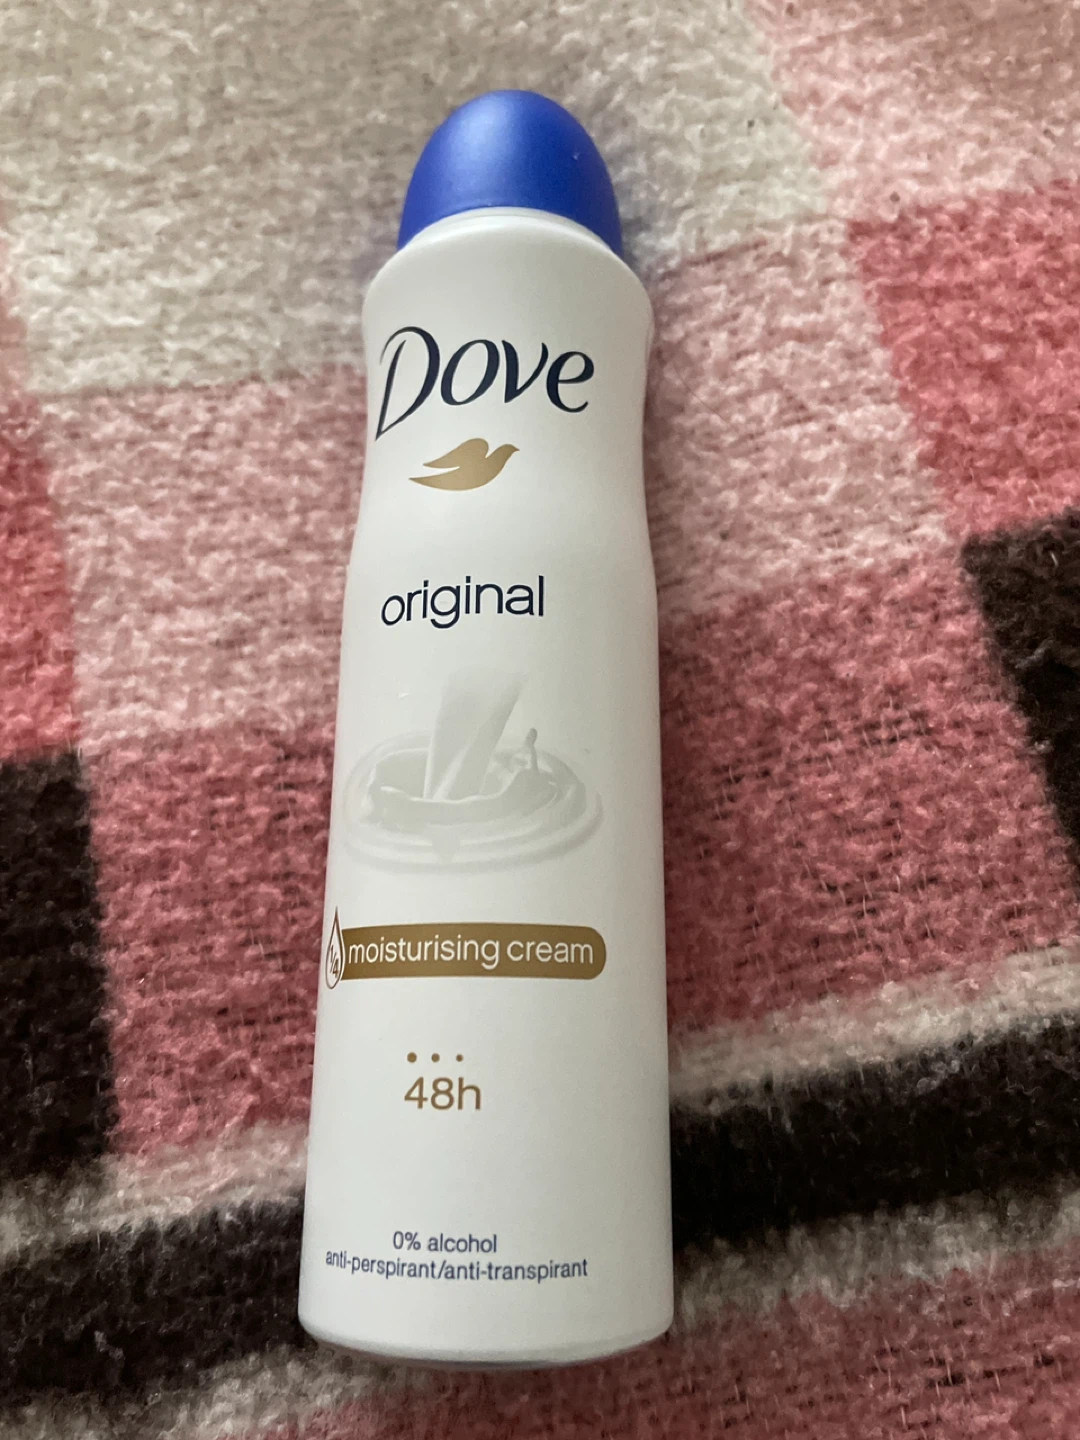 Dove
original
1/4 moisturising cream
48h
0% alcohol
anti-perspirant/anti-transpirant